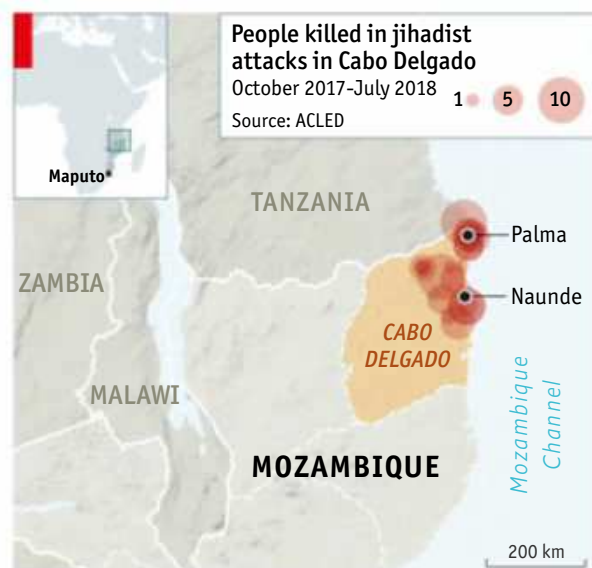 People killed in jihadist
attacks in Cabo Delgado
October 2017-July 2018
1 5 10
Source: ACLED
Maputo
TANZANIA
Palma
ZAMBIA
Naunde
CABO
DELGADO
MALAWI
Mozambique
Channel
MOZAMBIQUE
200 km